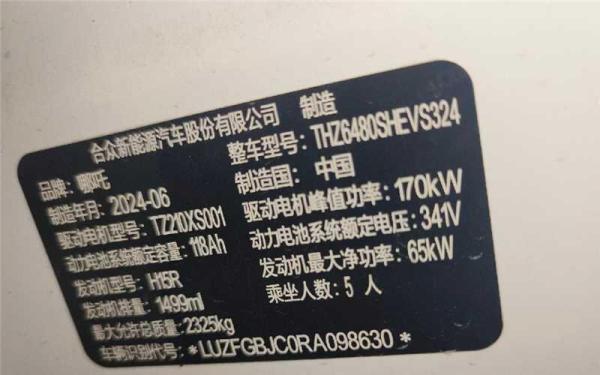 合众新能源汽车股份有限公司 制造
品牌：哪吒 整车型号：THZ6480SHEVS324
制造年月：2024-06 制造国：中国
驱动电机型号：TZ210XS001 驱动电机峰值功率：170kW
动力电池系统额定容量：118Ah 动力电池系统额定电压：341V
发动机型号：H15R 发动机最大净功率：65kW
发动机排量：1499ml 乘坐人数：5 人
最大允许总质量：2325kg
车辆识别代号：*LUZFGBJC0RA098630*